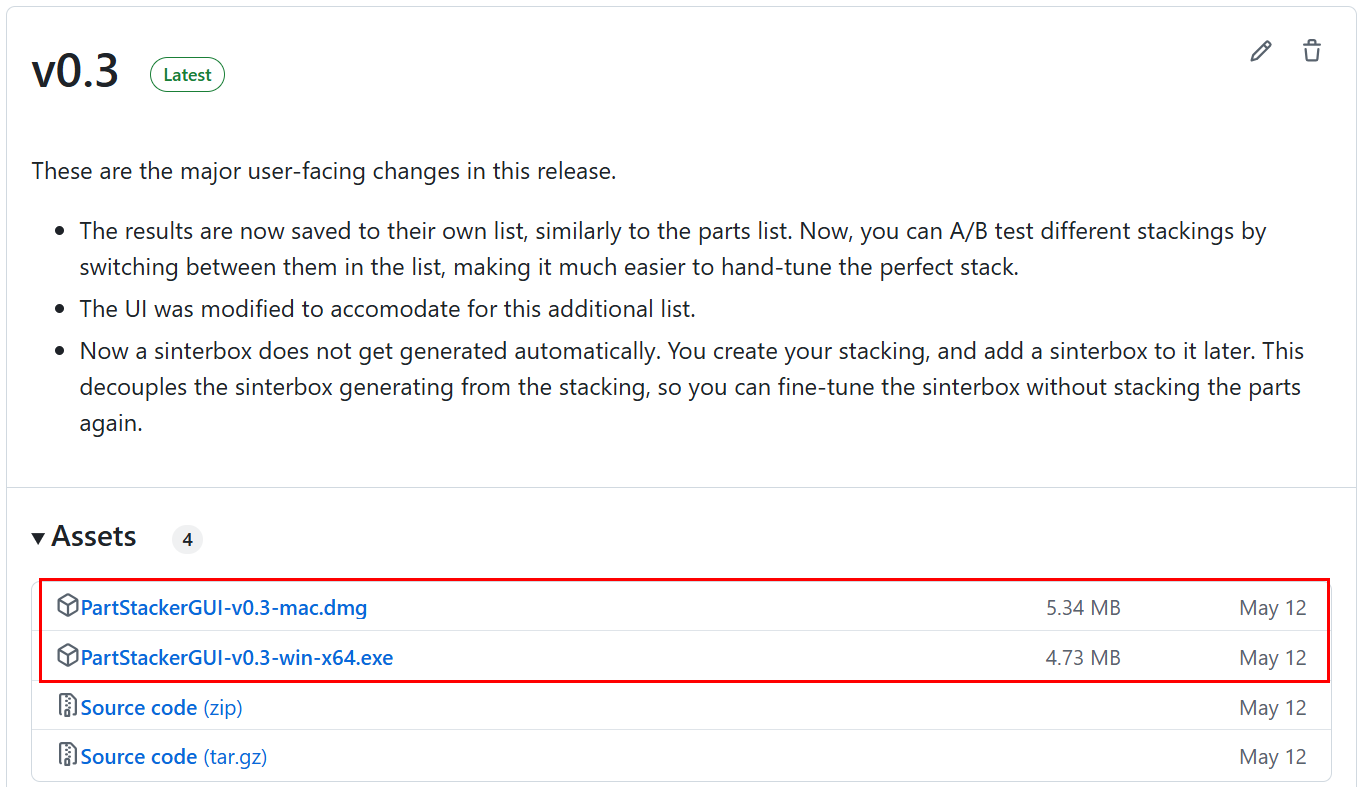 v0.3 Latest
These are the major user-facing changes in this release.
• The results are now saved to their own list, similarly to the parts list. Now, you can A/B test different stackings by
switching between them in the list, making it much easier to hand-tune the perfect stack.
• The UI was modified to accomodate for this additional list.
• Now a sinterbox does not get generated automatically. You create your stacking, and add a sinterbox to it later. This
decouples the sinterbox generating from the stacking, so you can fine-tune the sinterbox without stacking the parts
again.
Assets 4
PartStackerGUI-v0.3-mac.dmg 5.34 MB May 12
PartStackerGUI-v0.3-win-x64.exe 4.73 MB May 12
Source code (zip) May 12
Source code (tar.gz) May 12